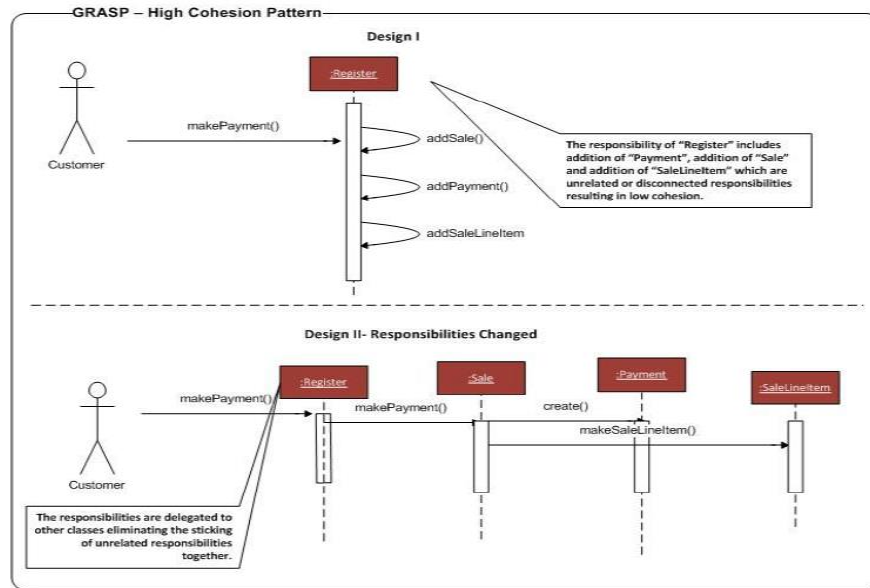 GRASP – High Cohesion Pattern
Design I
:Register
makePayment()
addSale()
Customer
addPayment()
addSaleLineItem
The responsibility of "Register" includes
addition of "Payment", addition of "Sale"
and addition of "SaleLineItem" which are
unrelated or disconnected responsibilities
resulting in low cohesion.
Design II- Responsibilities Changed
:Register
:Sale
:Payment
:SaleLineItem
makePayment()
makePayment()
create()
makeSaleLineItem()
Customer
The responsibilities are delegated to
other classes eliminating the sticking
of unrelated responsibilities
together.